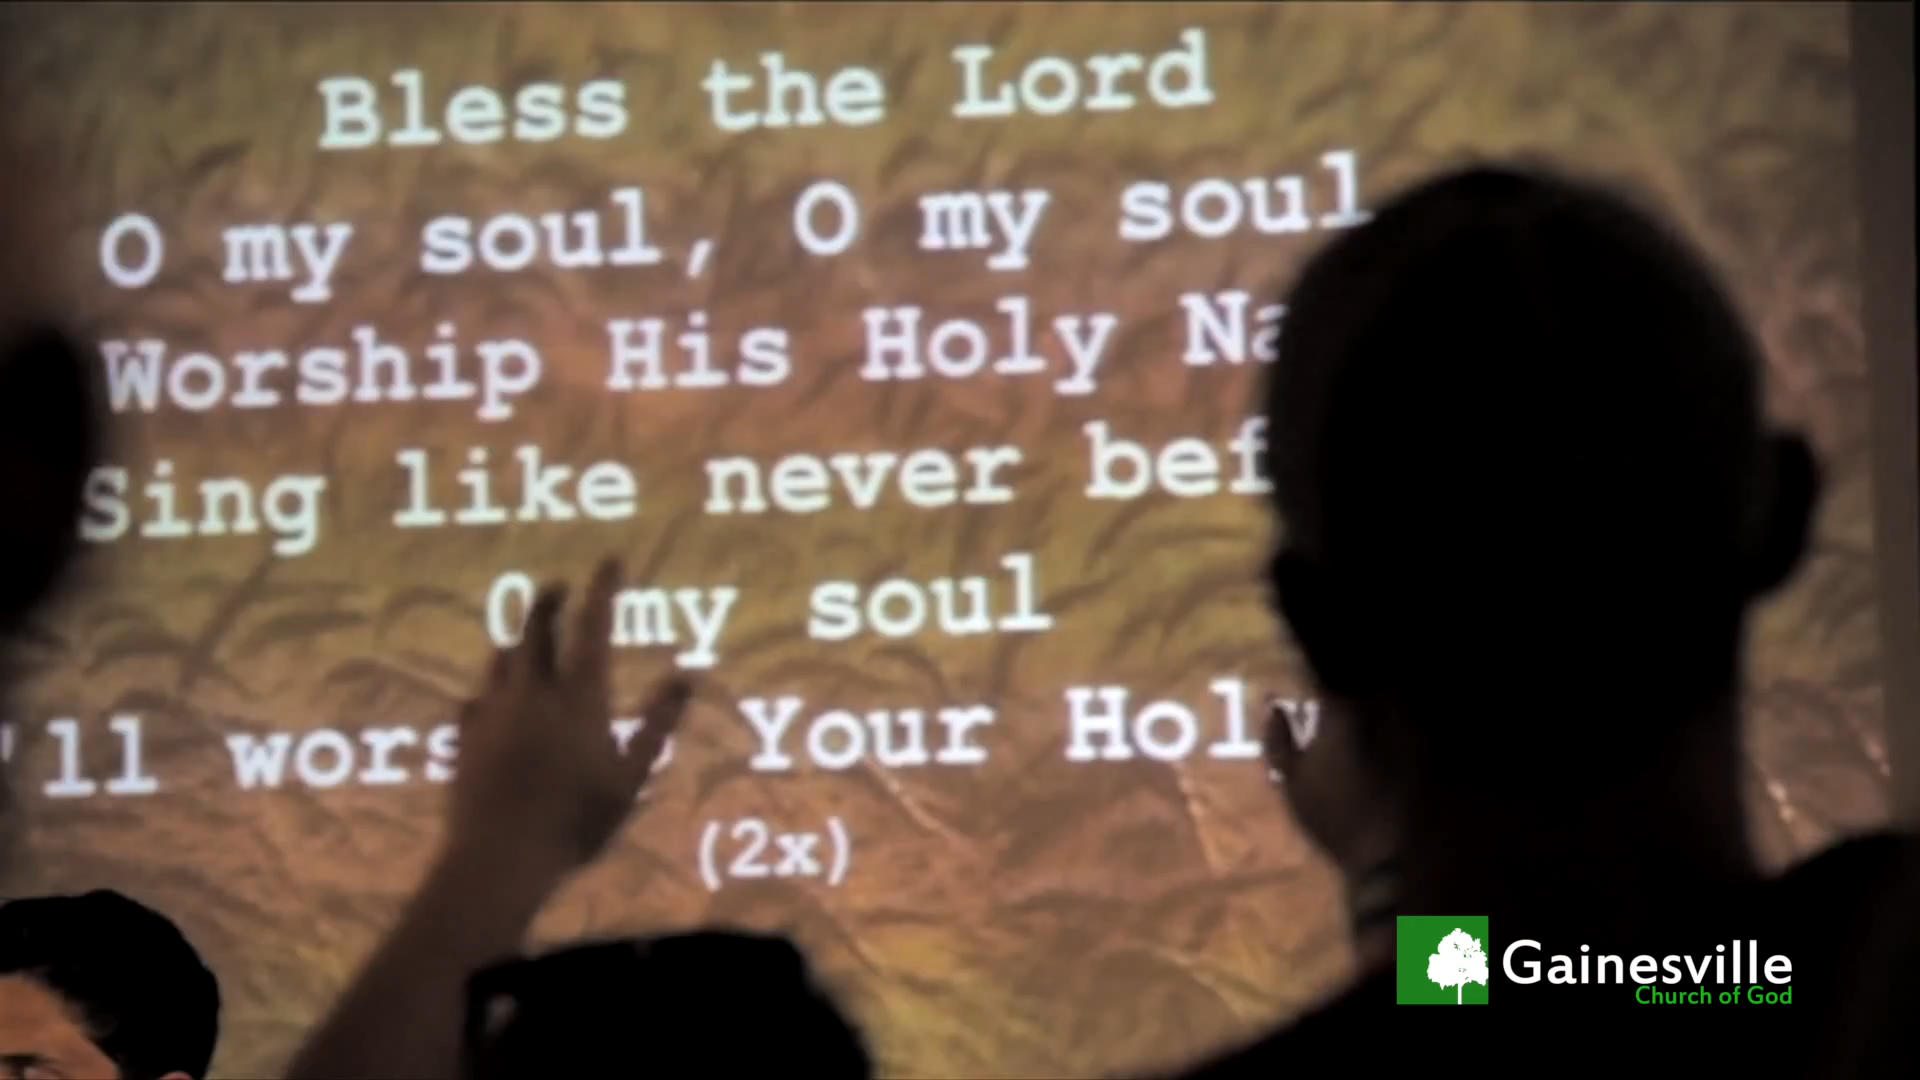 Bless the Lord
O my soul, O my soul
Worship His Holy
Sing like never
O my soul
Your Holy
(2x)
Gainesville
Church of God